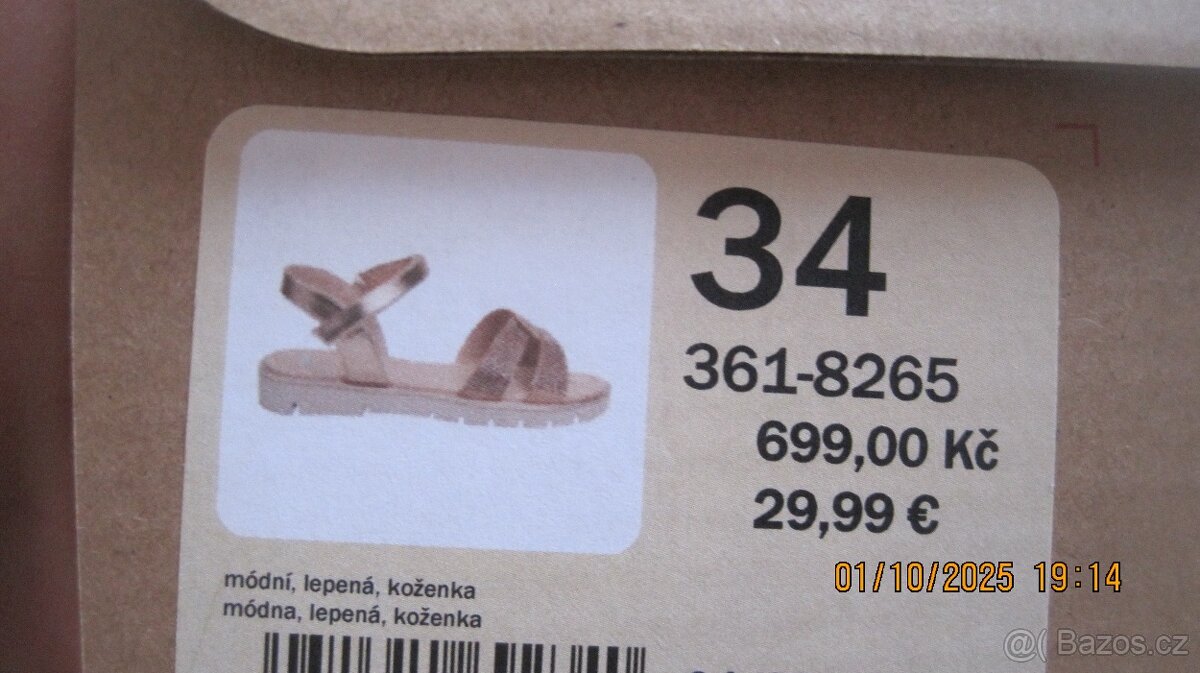 34
361-8265
699,00 Kč
29,99 €
módní, lepená, koženka
módna, lepená, koženka
01/10/2025 19:14
@( Bazos.cz